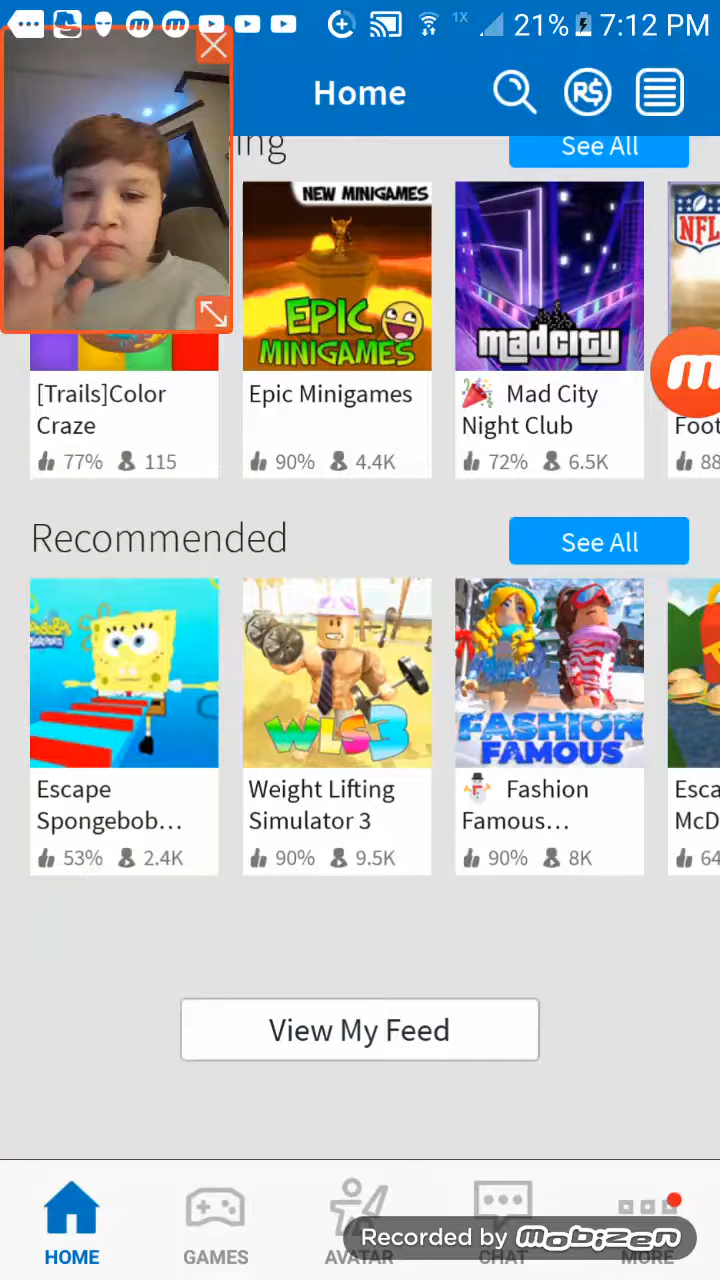 1X 21% 7:12 PM
Home
R$
ing
See All
NEW MINIGAMES
EPIC
MINIGAMES
madcity
NFL
m
[Trails]Color
Craze
Epic Minigames
Mad City
Night Club
Foot
77% 115
90% 4.4K
72% 6.5K
88
Recommended
See All
WLS3
FASHION
FAMOUS
Escape
Spongebob...
Weight Lifting
Simulator 3
Fashion
Famous...
Esca
McD
53% 2.4K
90% 9.5K
90% 8K
64
View My Feed
HOME
GAMES
AVATAR
CHAT
MORE
Recorded by mobizen